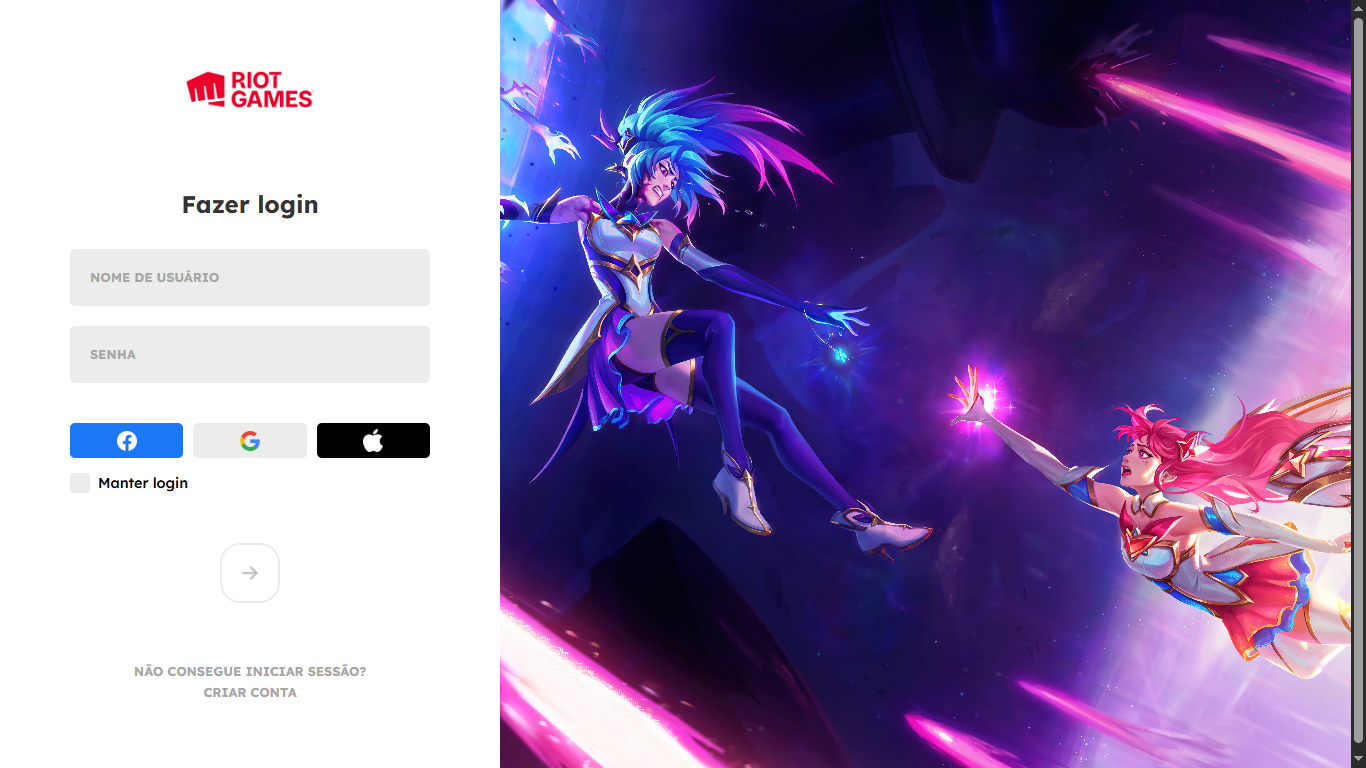 RIOT
GAMES
Fazer login
NOME DE USUÁRIO
SENHA
Manter login
NÃO CONSEGUE INICIAR SESSÃO?
CRIAR CONTA